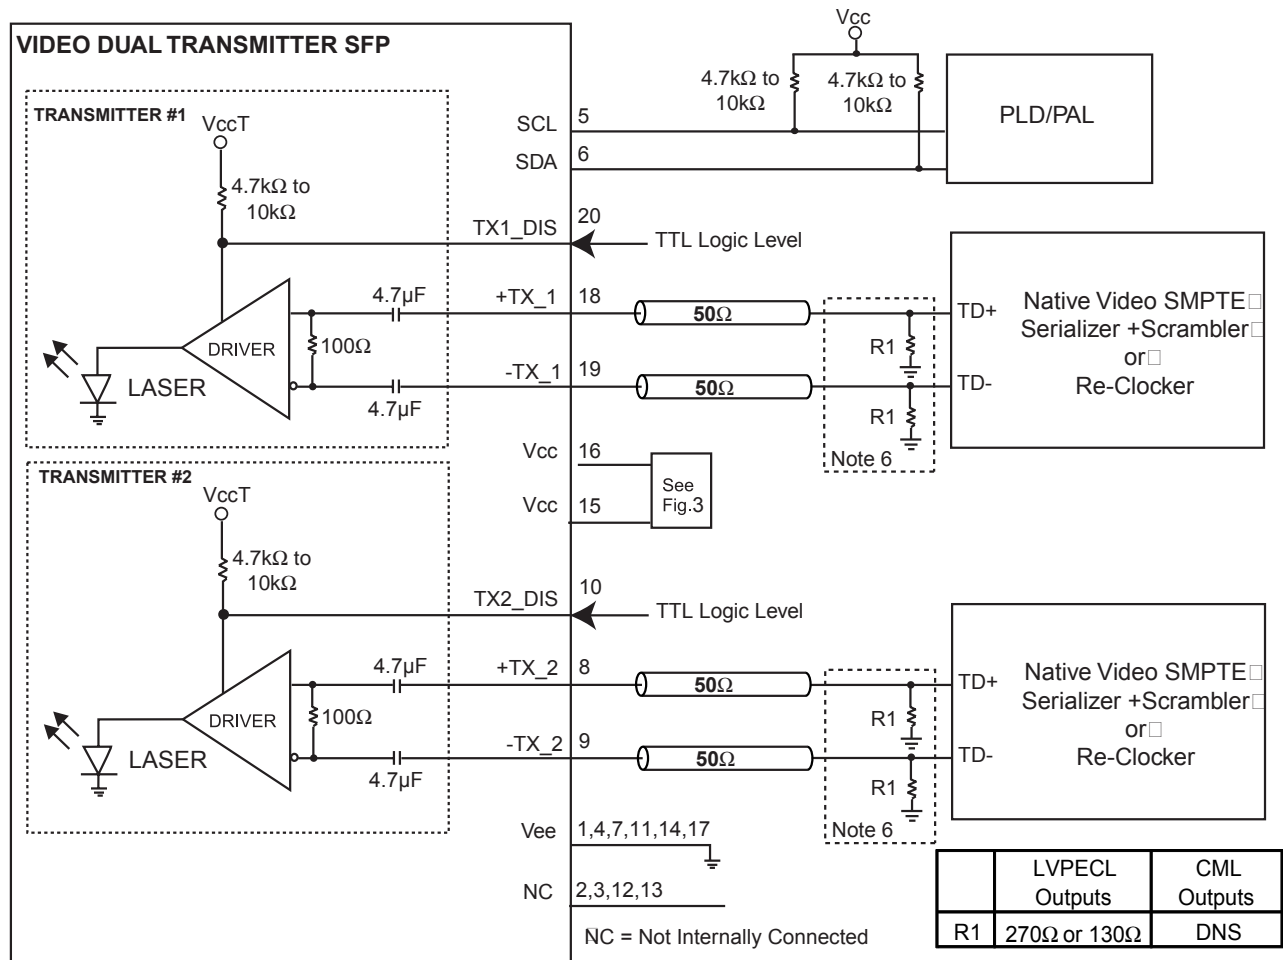 VIDEO DUAL TRANSMITTER SFP
TRANSMITTER #1
VccT
4.7kΩ to
10kΩ
DRIVER
100Ω
4.7µF
4.7µF
LASER
SCL 5
SDA 6
TX1_DIS 20
+TX_1 18
-TX_1 19
Vcc 16
Vcc 15
See
Fig.3
Vcc
4.7kΩ to
10kΩ
4.7kΩ to
10kΩ
PLD/PAL
TTL Logic Level
50Ω
50Ω
R1
R1
Note 6
TD+
TD-
Native Video SMPTE□
Serializer +Scrambler□
or□
Re-Clocker
TRANSMITTER #2
VccT
4.7kΩ to
10kΩ
DRIVER
100Ω
4.7µF
4.7µF
LASER
TX2_DIS 10
+TX_2 8
-TX_2 9
TTL Logic Level
50Ω
50Ω
R1
R1
Note 6
TD+
TD-
Native Video SMPTE□
Serializer +Scrambler□
or□
Re-Clocker
Vee 1,4,7,11,14,17
NC 2,3,12,13
NC = Not Internally Connected
LVPECL
Outputs
CML
Outputs
R1 270Ω or 130Ω DNS